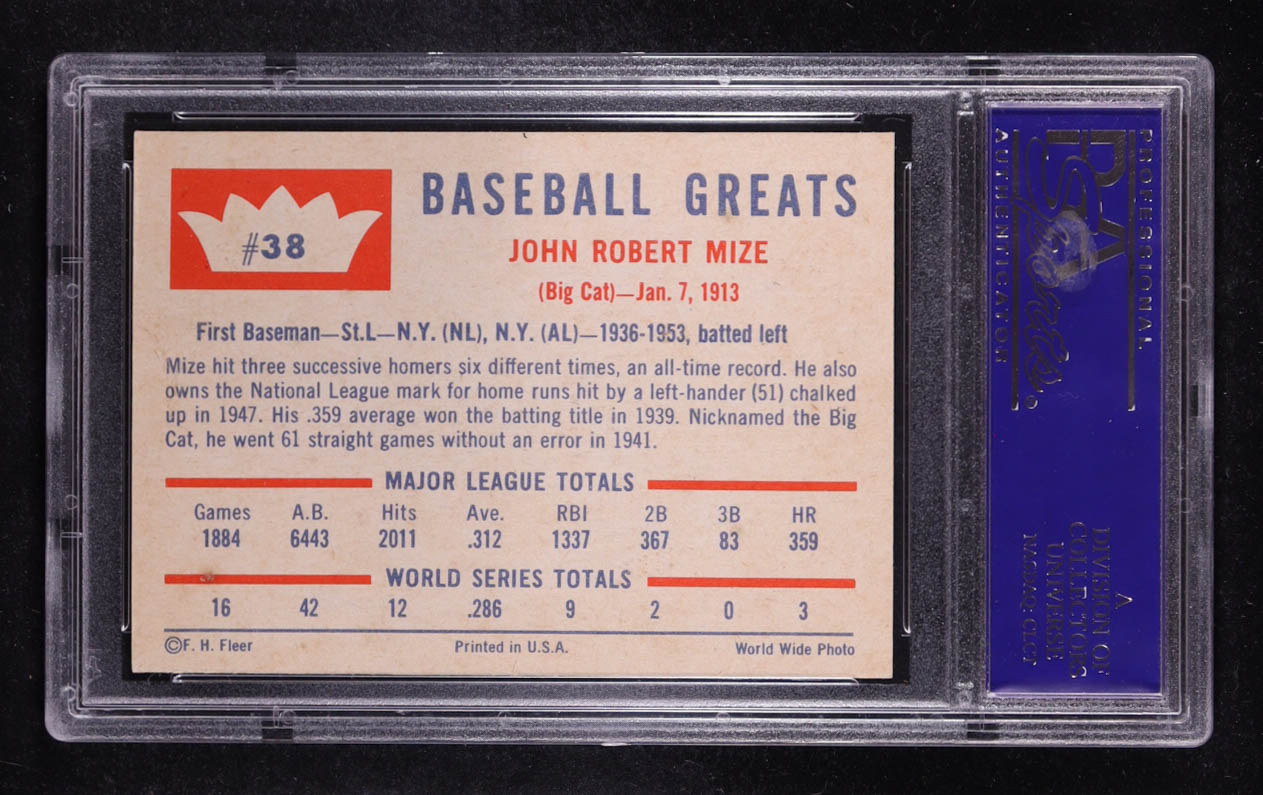 #38
BASEBALL GREATS
JOHN ROBERT MIZE
(Big Cat)—Jan. 7, 1913
First Baseman—St.L—N.Y. (NL), N.Y. (AL)—1936-1953, batted left
Mize hit three successive homers six different times, an all-time record. He also
owns the National League mark for home runs hit by a left-hander (51) chalked
up in 1947. His .359 average won the batting title in 1939. Nicknamed the Big
Cat, he went 61 straight games without an error in 1941.
MAJOR LEAGUE TOTALS
Games A.B. Hits Ave. RBI 2B 3B HR
1884 6443 2011 .312 1337 367 83 359
WORLD SERIES TOTALS
16 42 12 .286 9 2 0 3
©F. H. Fleer Printed in U.S.A. World Wide Photo
PROFESSIONAL
PSA
Sports
AUTHENTICATOR
A
DIVISION OF
COLLECTORS
UNIVERSE
NASDAQ: CLCT